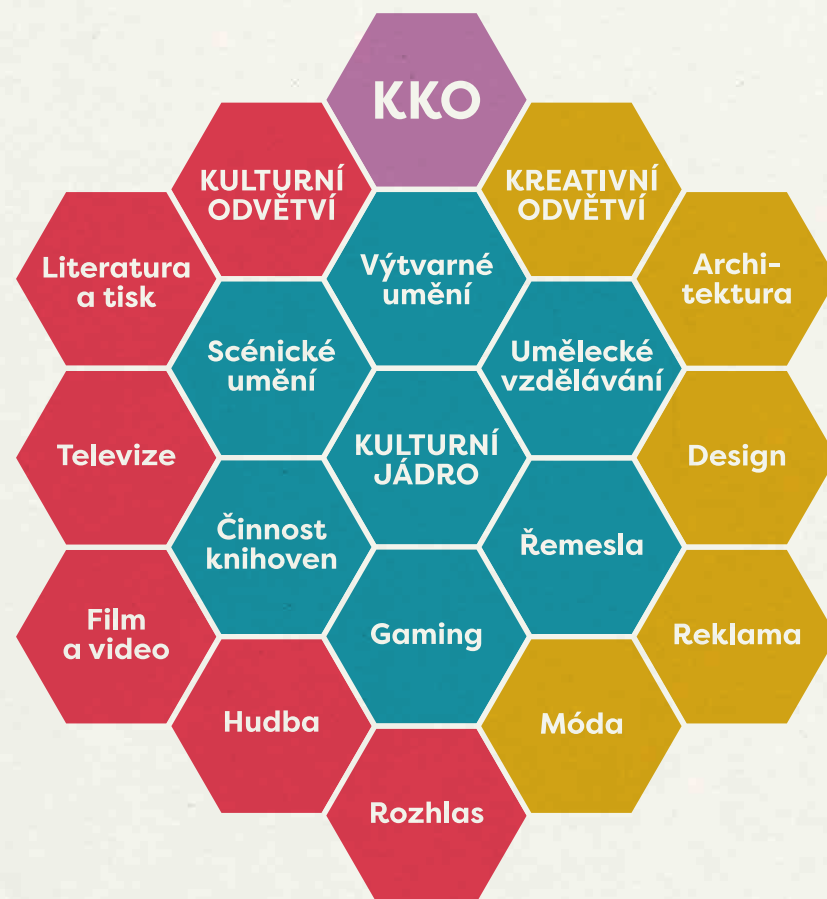 KKO
KULTURNÍ
ODVĚTVÍ
KREATIVNÍ
ODVĚTVÍ
Literatura
a tisk
Výtvarné
umění
Archi-
tektura
Scénické
umění
Umělecké
vzdělávání
Televize
KULTURNÍ
JÁDRO
Design
Činnost
knihoven
Řemesla
Film
a video
Gaming
Reklama
Hudba
Móda
Rozhlas